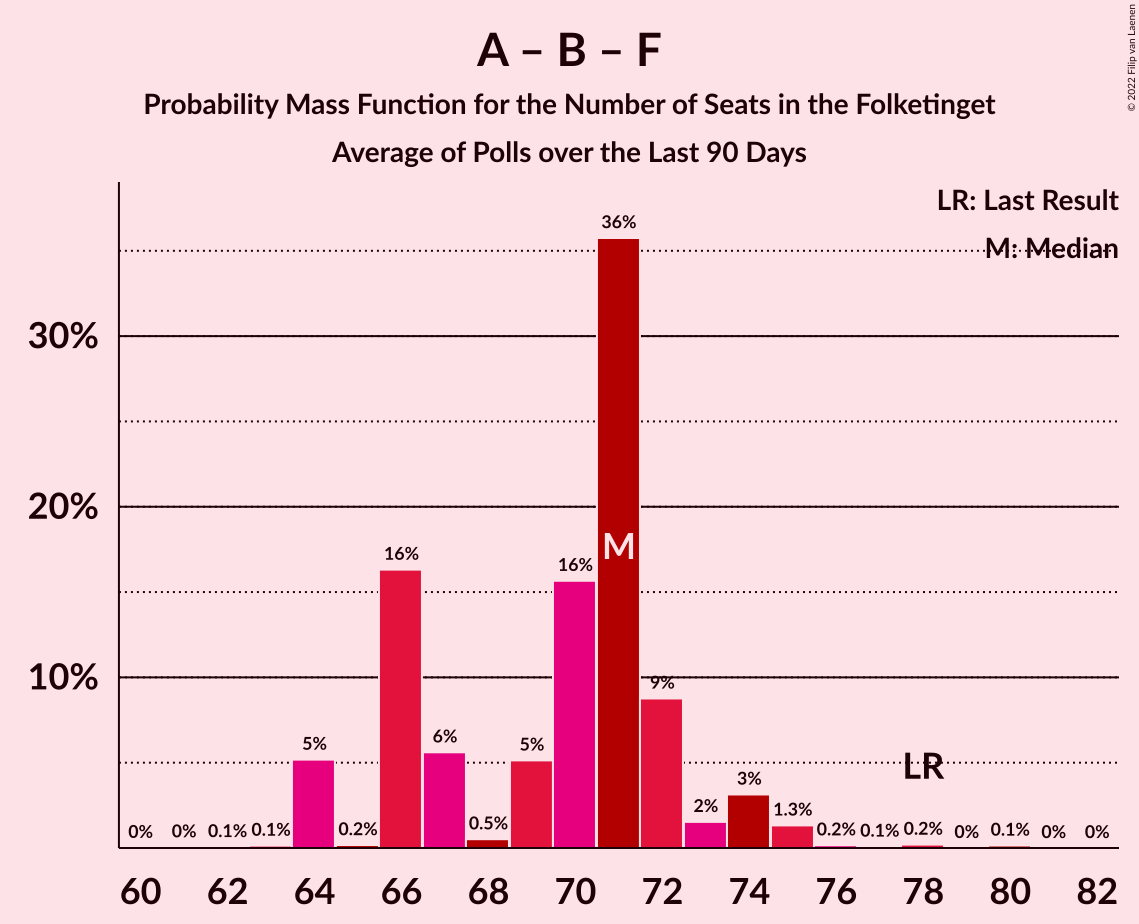 A – B – F
Probability Mass Function for the Number of Seats in the Folketinget
Average of Polls over the Last 90 Days
© 2022 Filip van Laenen
LR: Last Result
M: Median
30%
20%
10%
0%
0%
0.1%
0.1%
5%
0.2%
16%
6%
0.5%
5%
16%
36%
M
9%
2%
3%
1.3%
0.2%
0.1%
0.2%
LR
0%
0.1%
0%
0%
60 62 64 66 68 70 72 74 76 78 80 82